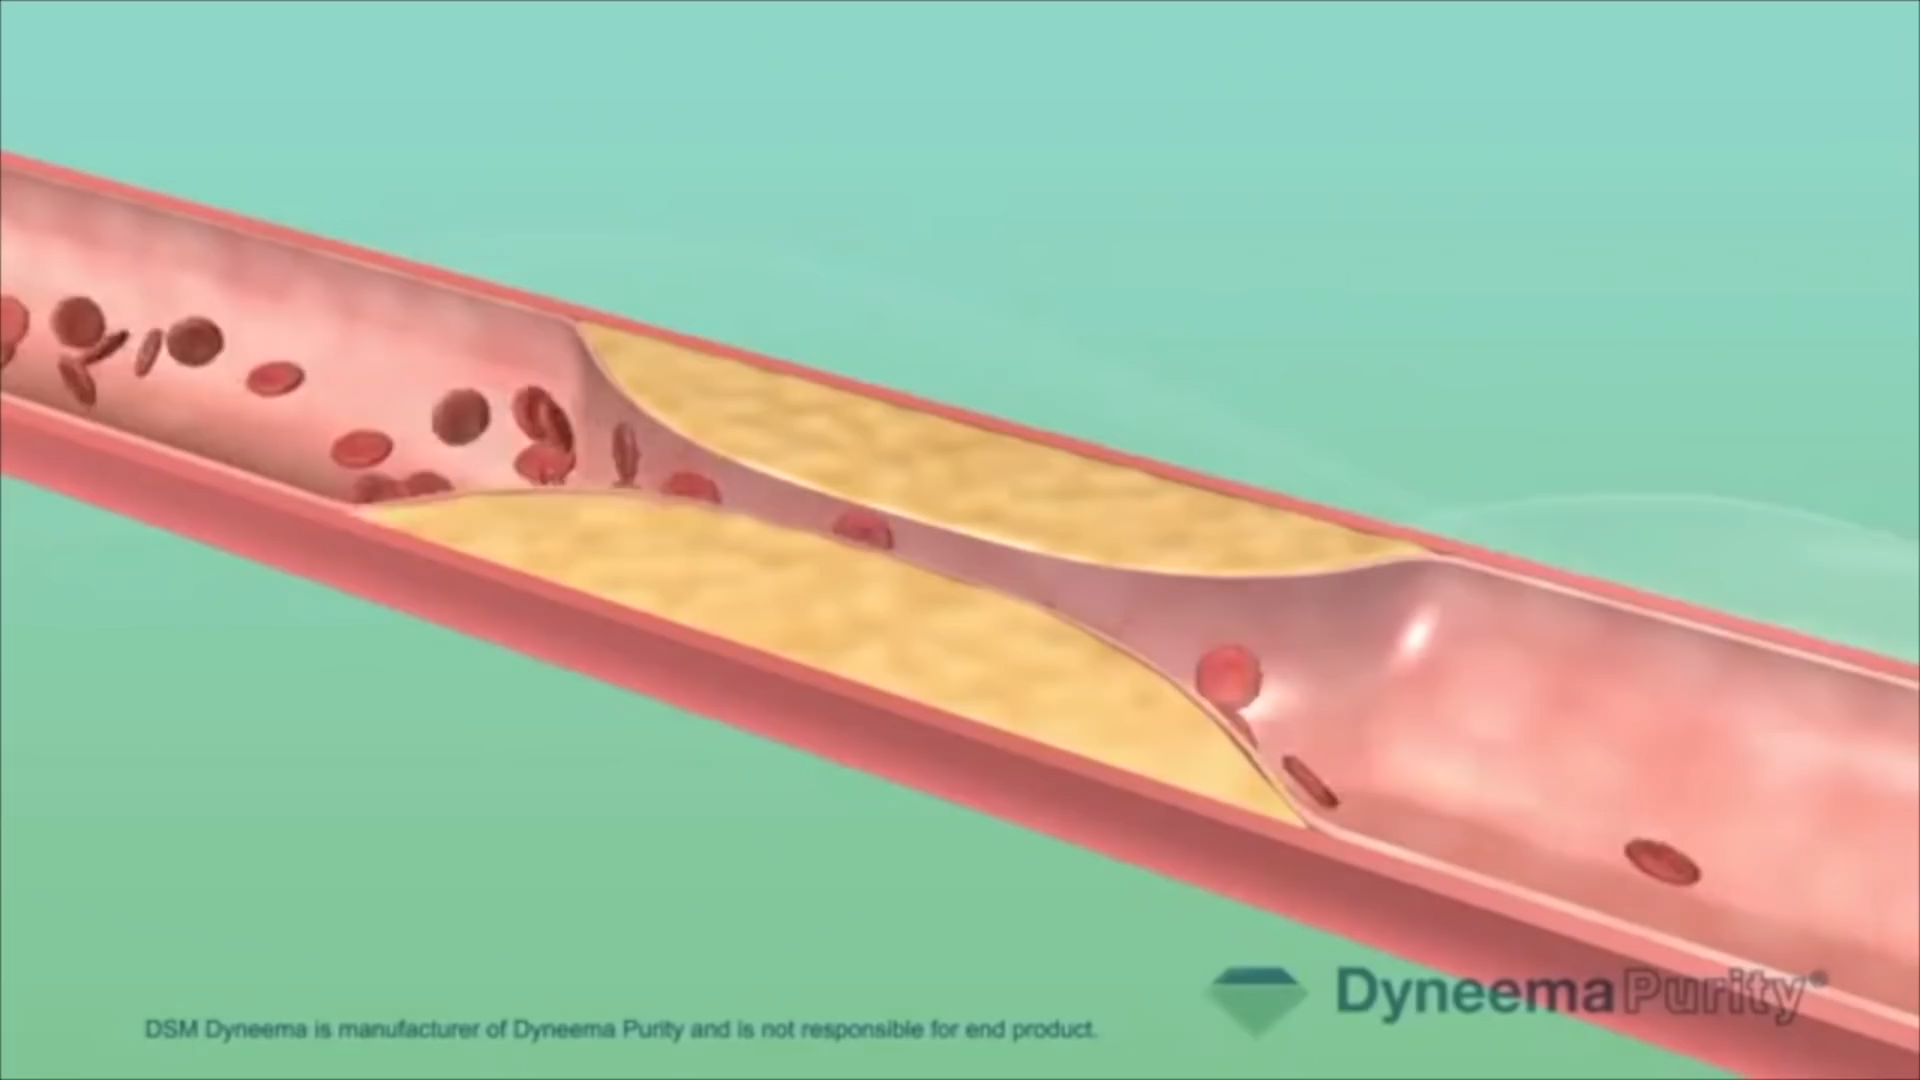 DSM Dyneema is manufacturer of Dyneema Purity and is not responsible for end product.
DyneemaPurity®